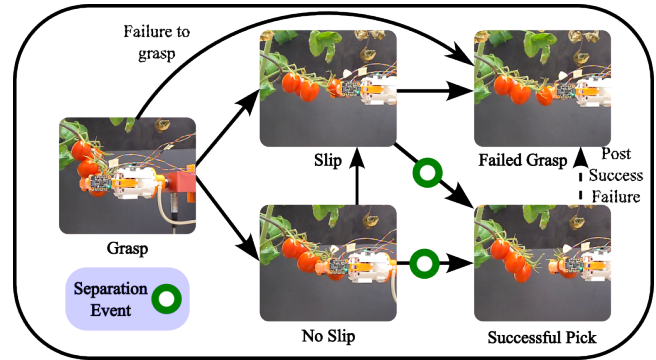 Failure to
grasp
Slip
Failed Grasp
Post
Success
Failure
Grasp
Separation
Event
No Slip
Successful Pick